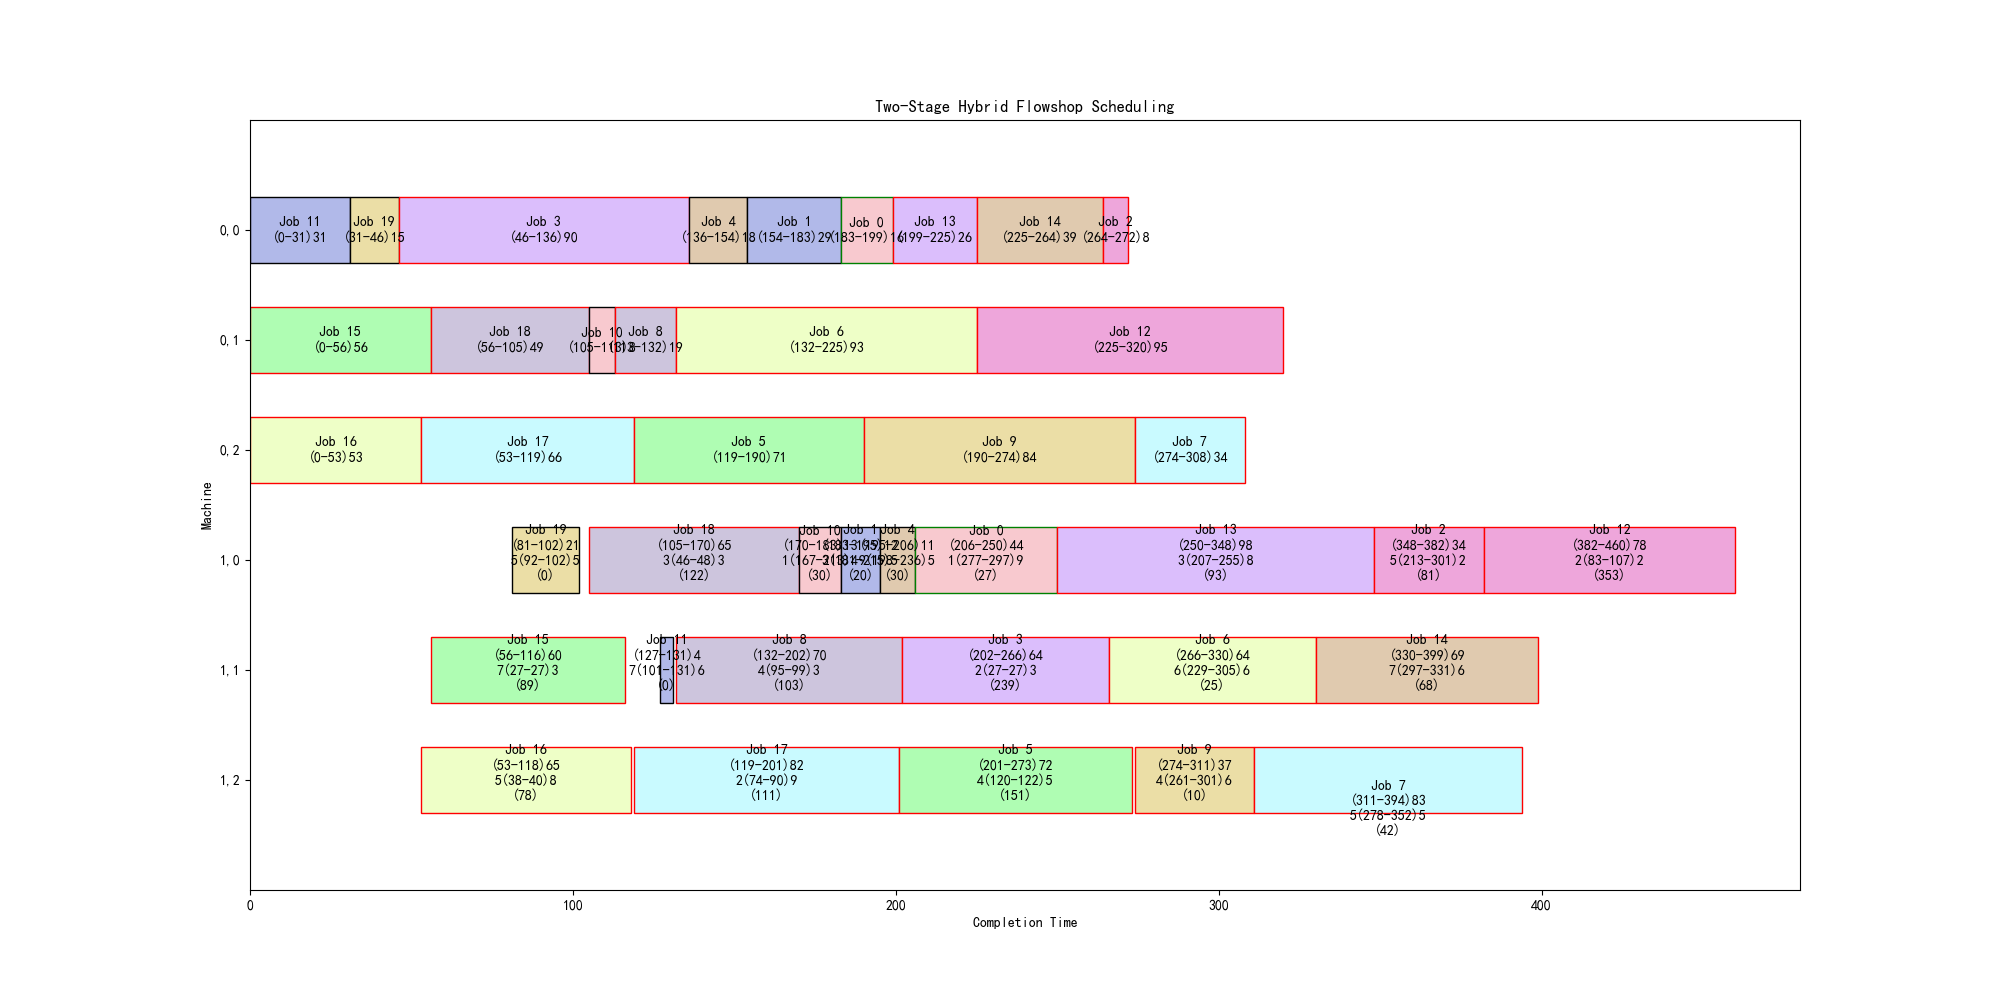 Two-Stage Hybrid Flowshop Scheduling
Machine
0,0
Job 11
(0-31)31
Job 19
(31-46)15
Job 3
(46-136)90
Job 4
(136-154)18
Job 1
(154-183)29
Job 0
(183-199)16
Job 13
(199-225)26
Job 14
(225-264)39
Job 2
(264-272)8
0,1
Job 15
(0-56)56
Job 18
(56-105)49
Job 10
(105-113)8
Job 8
(113-132)19
Job 6
(132-225)93
Job 12
(225-320)95
0,2
Job 16
(0-53)53
Job 17
(53-119)66
Job 5
(119-190)71
Job 9
(190-274)84
Job 7
(274-308)34
1,0
Job 19
(81-102)21
5(92-102)5
(0)
Job 18
(105-170)65
3(46-48)3
(122)
Job 10
(170-183)13
(30)
Job 1
(183-195)12
(20)
Job 4
(195-206)11
(30)
Job 0
(206-250)44
1(277-297)9
(27)
Job 13
(250-348)98
3(207-255)8
(93)
Job 2
(348-382)34
5(213-301)2
(81)
Job 12
(382-460)78
2(83-107)2
(353)
1,1
Job 15
(56-116)60
7(27-27)3
(89)
Job 11
(127-131)4
7(101-131)6
(0)
Job 8
(132-202)70
4(95-99)3
(103)
Job 3
(202-266)64
2(27-27)3
(239)
Job 6
(266-330)64
6(229-305)6
(25)
Job 14
(330-399)69
7(297-331)6
(68)
1,2
Job 16
(53-118)65
5(38-40)8
(78)
Job 17
(119-201)82
2(74-90)9
(111)
Job 5
(201-273)72
4(120-122)5
(151)
Job 9
(274-311)37
4(261-301)6
(10)
Job 7
(311-394)83
5(278-352)5
(42)
0
100
200
300
400
Completion Time